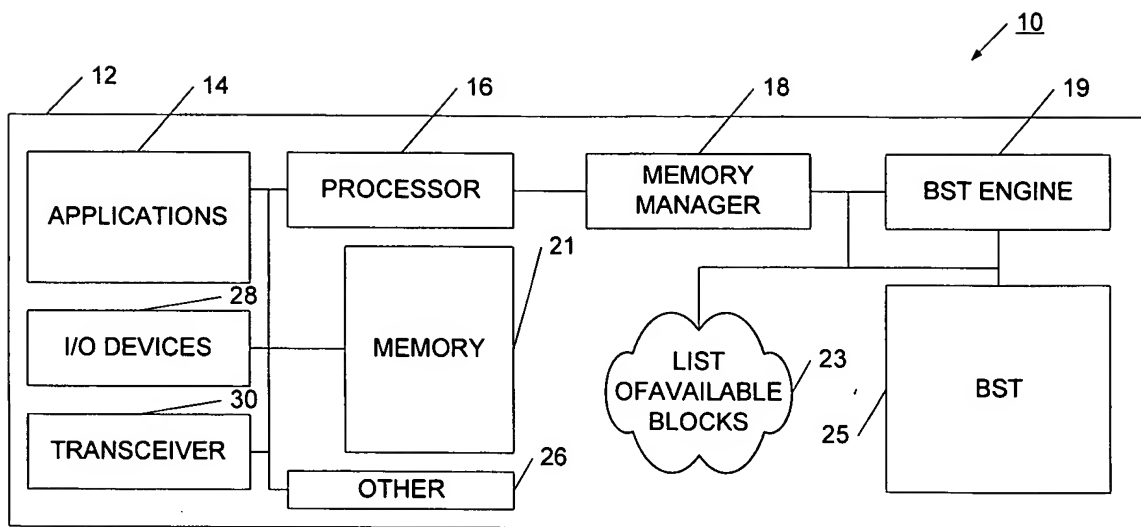 10
12
14
16
18
19
APPLICATIONS
PROCESSOR
MEMORY
MANAGER
BST ENGINE
21
28
I/O DEVICES
MEMORY
LIST
OFAVAILABLE
BLOCKS
23
BST
25
30
TRANSCEIVER
26
OTHER